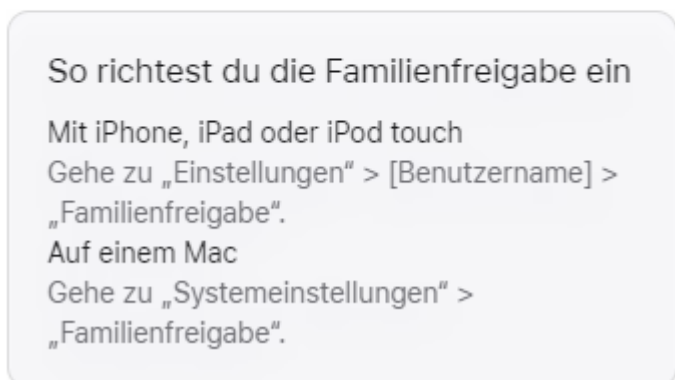 So richtest du die Familienfreigabe ein
Mit iPhone, iPad oder iPod touch
Gehe zu „Einstellungen“ > [Benutzername] >
„Familienfreigabe“.
Auf einem Mac
Gehe zu „Systemeinstellungen“ >
„Familienfreigabe“.